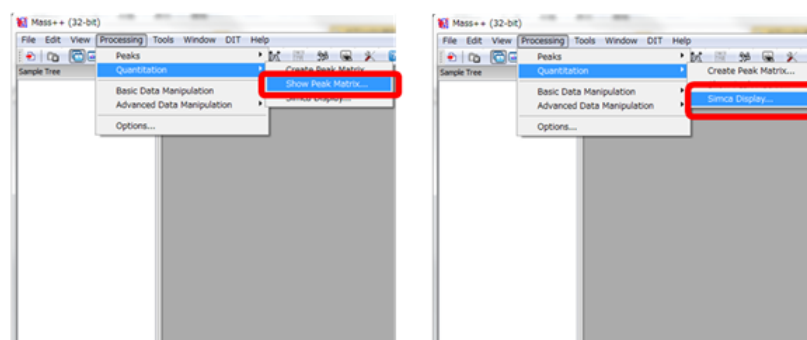 Mass++ (32-bit)
File Edit View Processing Tools Window DIT Help
Sample Tree
Peaks
Quantitation
Basic Data Manipulation
Advanced Data Manipulation
Options...
Create Peak Matrix...
Show Peak Matrix...
Simca Display...
Mass++ (32-bit)
File Edit View Processing Tools Window DIT Help
Sample Tree
Peaks
Quantitation
Basic Data Manipulation
Advanced Data Manipulation
Options...
Create Peak Matrix...
Simca Display...